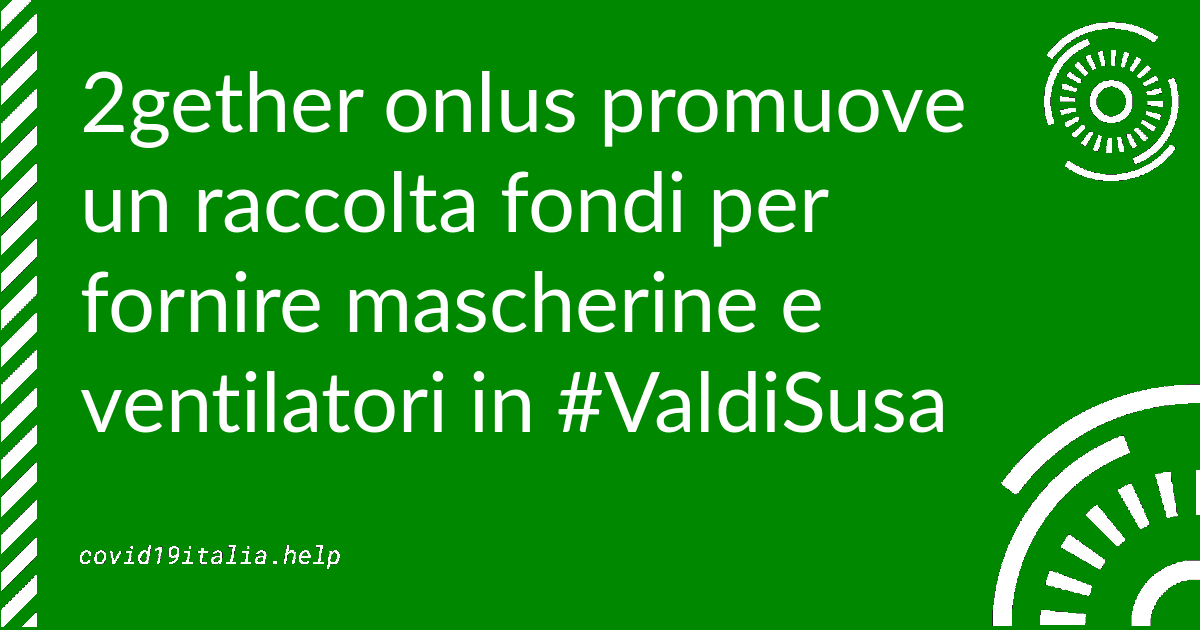 2gether onlus promuove
un raccolta fondi per
fornire mascherine e
ventilatori in #ValdiSusa
covid19italia.help